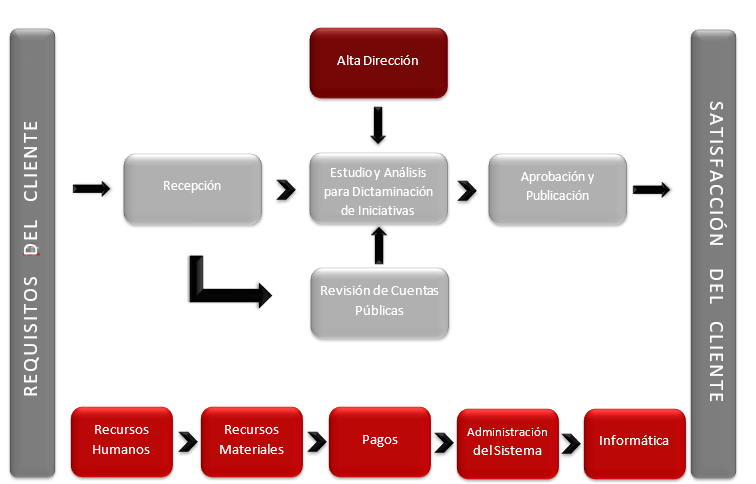 REQUISITOS DEL CLIENTE
Alta Dirección
Recepción
Estudio y Análisis
para Dictaminación
de Iniciativas
Aprobación y
Publicación
Revisión de Cuentas
Públicas
Recursos
Humanos
Recursos
Materiales
Pagos
Administración
del Sistema
Informática
SATISFACCIÓN DEL CLIENTE